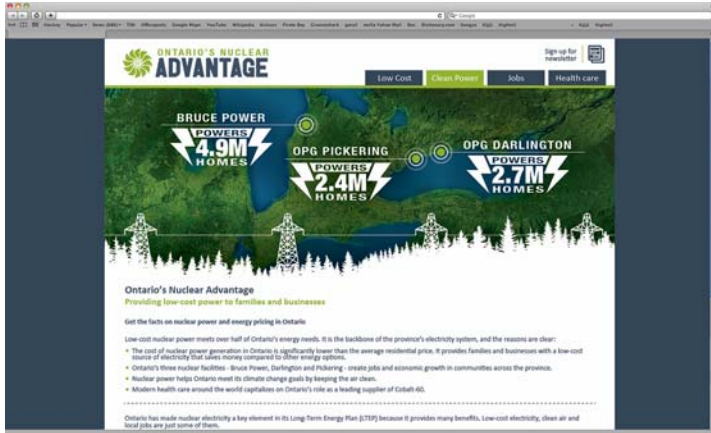 Google
ONTARIO'S NUCLEAR
ADVANTAGE
Sign up for
newsletter
Low Cost
Clean Power
Jobs
Health care
BRUCE POWER
POWERS
4.9M
HOMES
OPG PICKERING
POWERS
2.4M
HOMES
OPG DARLINGTON
POWERS
2.7M
HOMES
Ontario's Nuclear Advantage
Providing low-cost power to families and businesses
Get the facts on nuclear power and energy pricing in Ontario
Low-cost nuclear power meets over half of Ontario's energy needs. It is the backbone of the province's electricity system, and the reasons are clear:
• The cost of nuclear power generation in Ontario is significantly lower than the average residential price. It provides families and businesses with a low-cost
source of electricity that saves money compared to other energy options.
• Ontario's three nuclear facilities - Bruce Power, Darlington and Pickering - create jobs and economic growth in communities across the province.
• Nuclear power helps Ontario meet its climate change goals by keeping the air clean.
• Modern health care around the world capitalizes on Ontario's role as a leading supplier of Cobalt-60.
Ontario has made nuclear electricity a key element in its Long-Term Energy Plan (LTEP) because it provides many benefits. Low-cost electricity, clean air and
local jobs are just some of them.